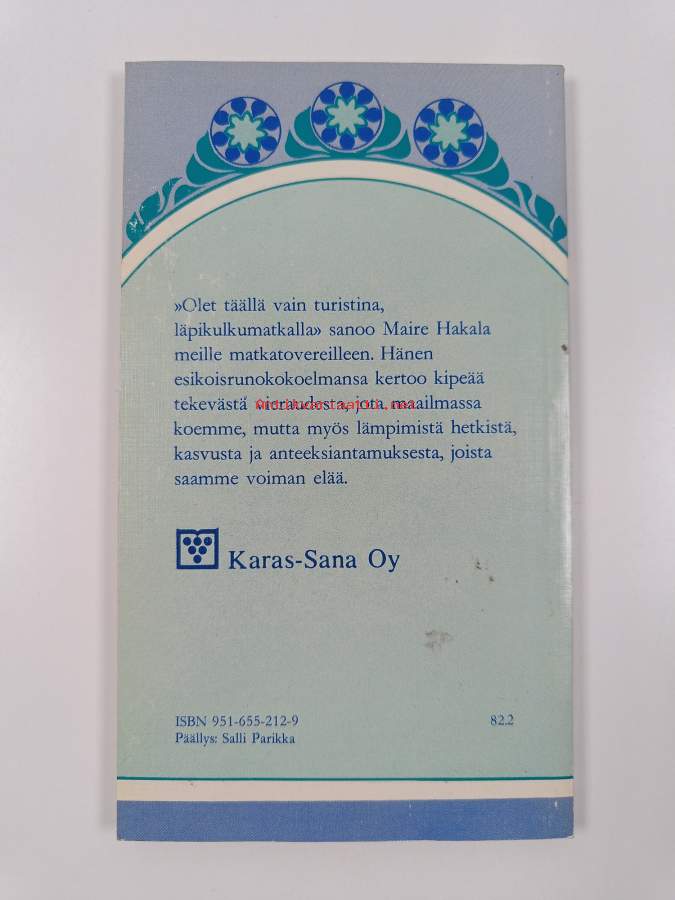 »Olet täällä vain turistina,
läpikulkumatkalla» sanoo Maire Hakala
meille matkatovereilleen. Hänen
esikoisrunokokoelmansa kertoo kipeää
tekevästä vieraudesta, jota maailmassa
koemme, mutta myös lämpimistä hetkistä,
kasvusta ja anteeksiantamuksesta, joista
saamme voiman elää.
Karas-Sana Oy
ISBN 951-655-212-9 82.2
Päällys: Salli Parikka